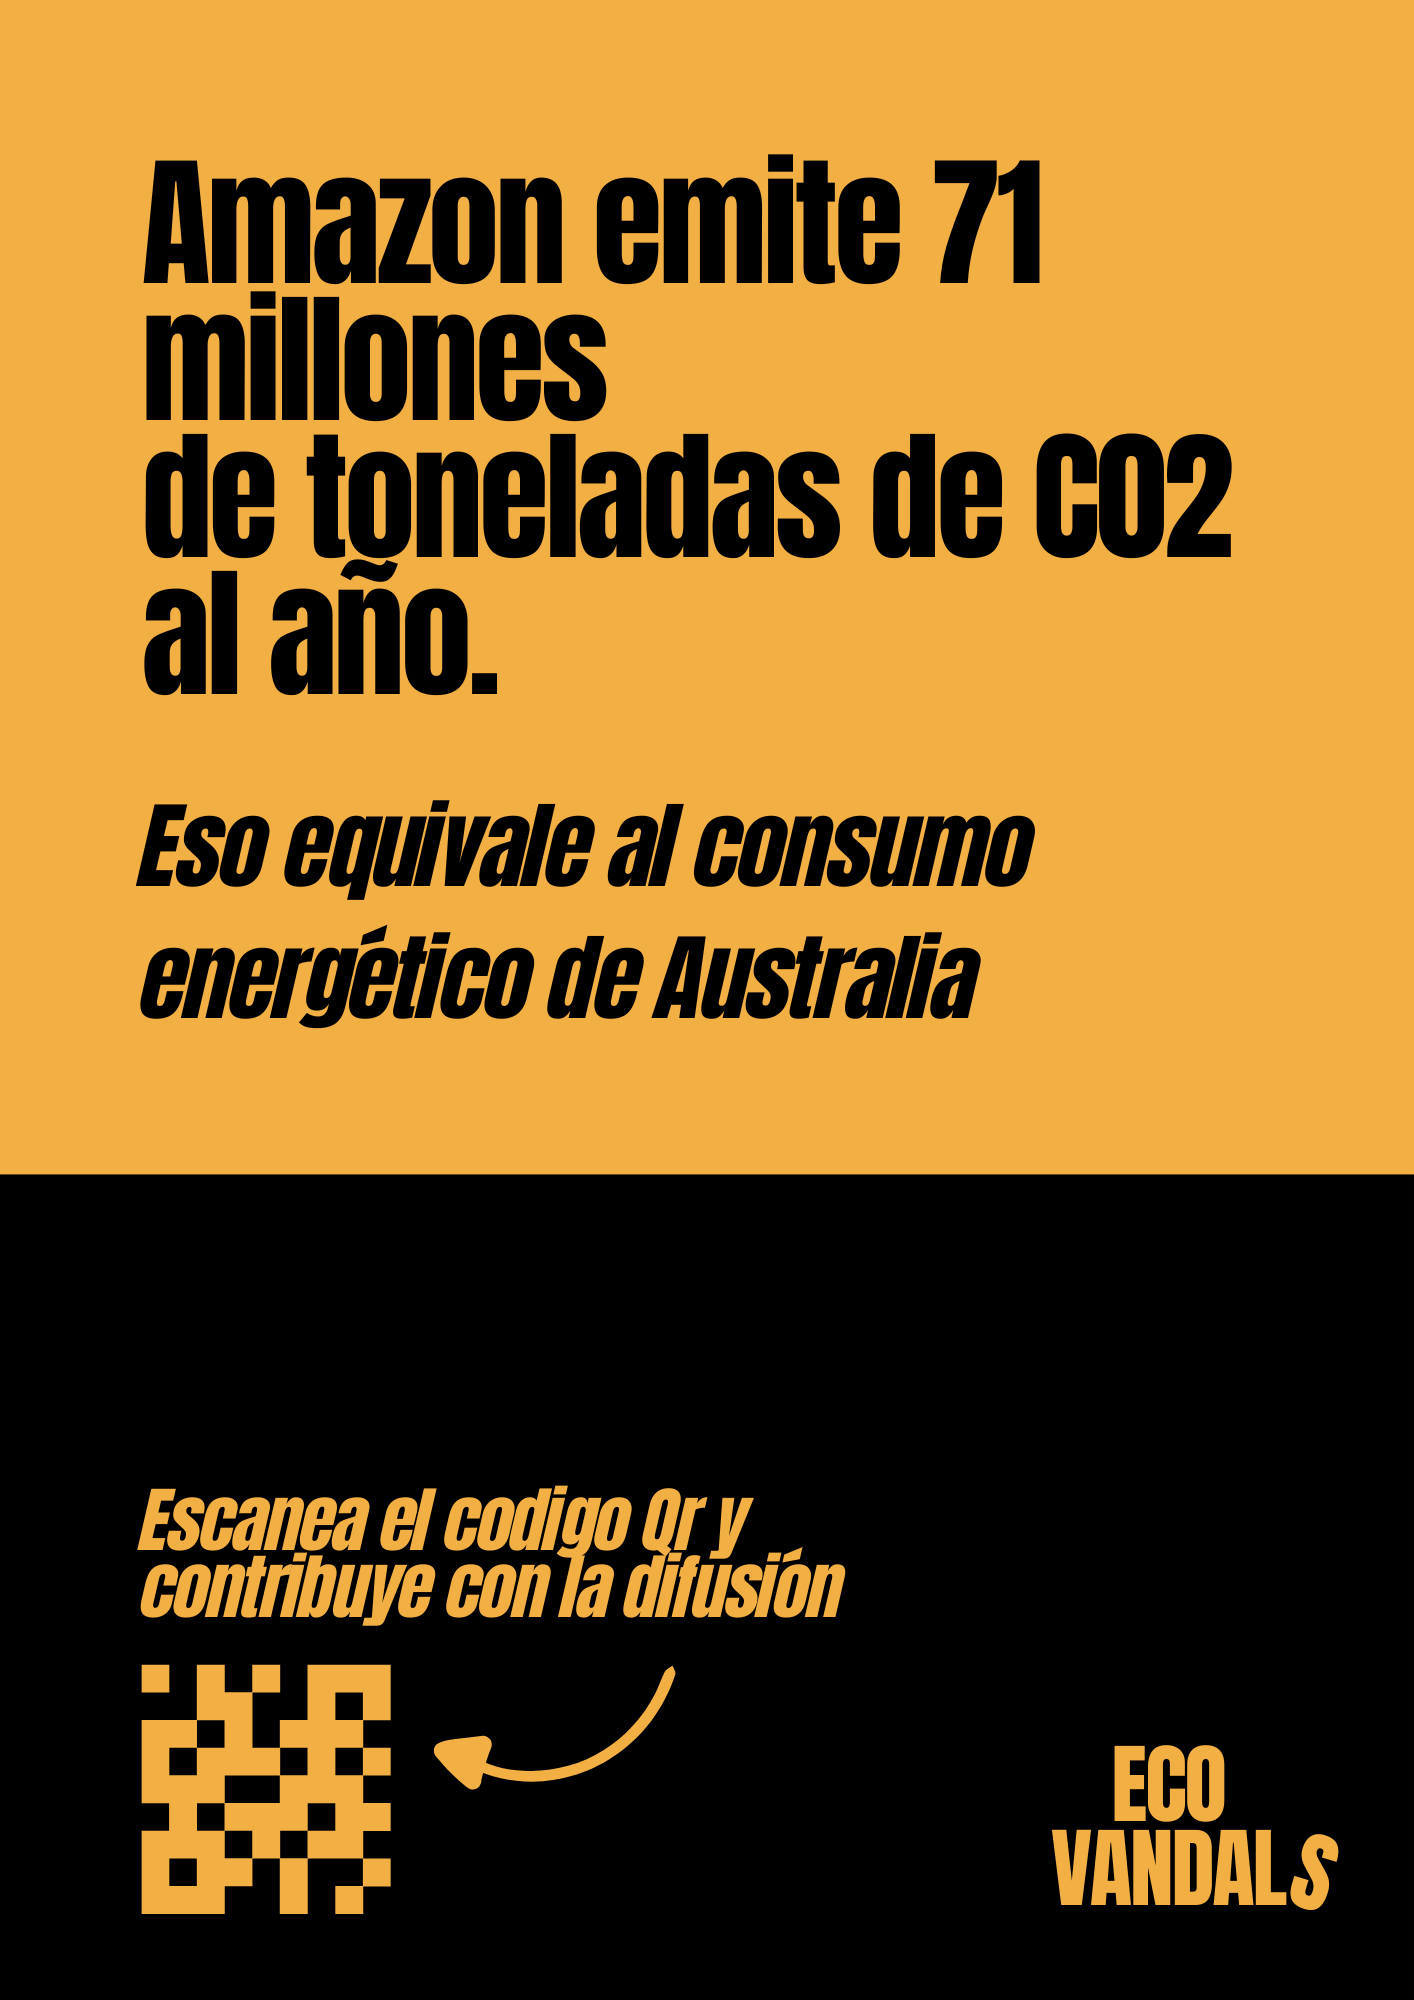 Amazon emite 71
millones
de toneladas de CO2
al año.
Eso equivale al consumo
energético de Australia
Escanea el codigo Qr y
contribuye con la difusión
ECO
VANDALS